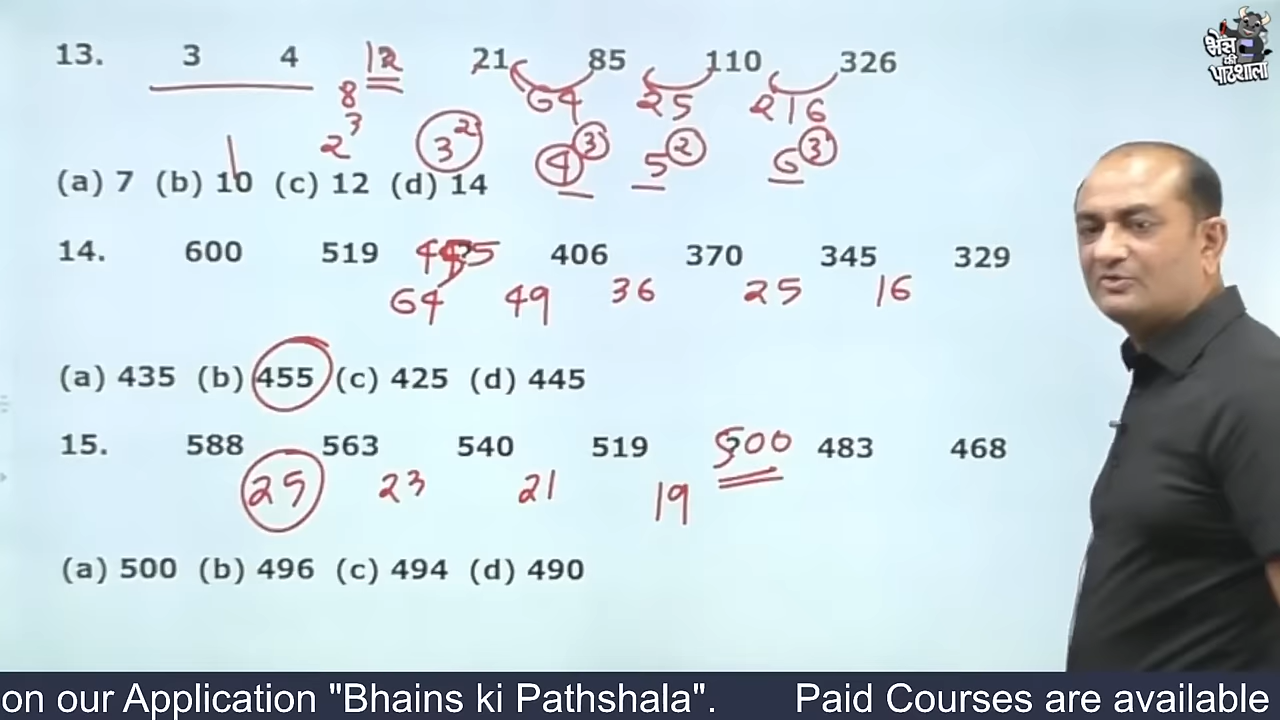 भैंस की पाठशाला
13. 3 4 12 21 85 110 326
8 64 25 216
2³ 3² 4³ 5² 6³
(a) 7 (b) 10 (c) 12 (d) 14
14. 600 519 455 406 370 345 329
64 49 36 25 16
(a) 435 (b) 455 (c) 425 (d) 445
15. 588 563 540 519 500 483 468
25 23 21 19
(a) 500 (b) 496 (c) 494 (d) 490
on our Application "Bhains ki Pathshala". Paid Courses are available